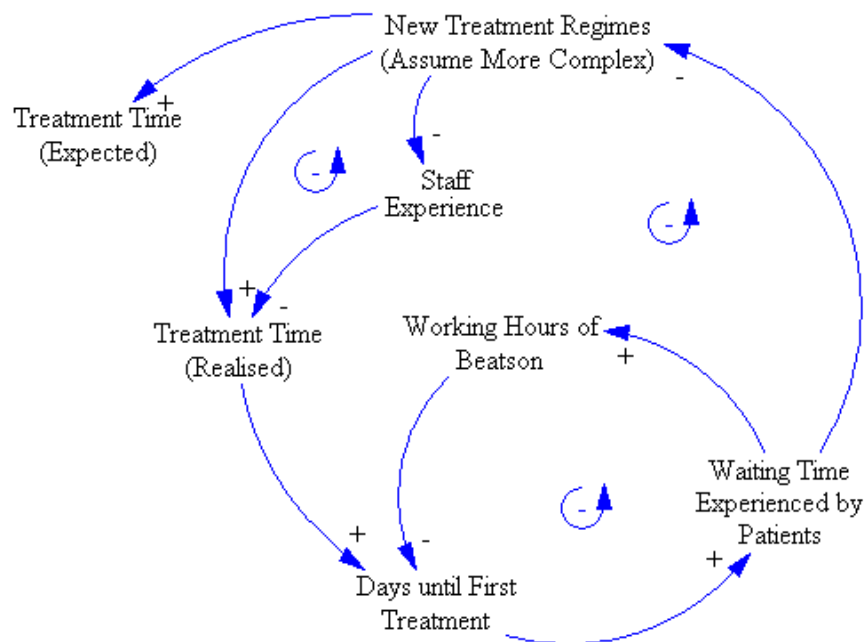 New Treatment Regimes
(Assume More Complex)
-
+
Treatment Time
(Expected)
-
-
Staff
Experience
-
+
-
Treatment Time
(Realised)
Working Hours of
Beatson
+
Waiting Time
Experienced by
Patients
-
+
-
+
Days until First
Treatment